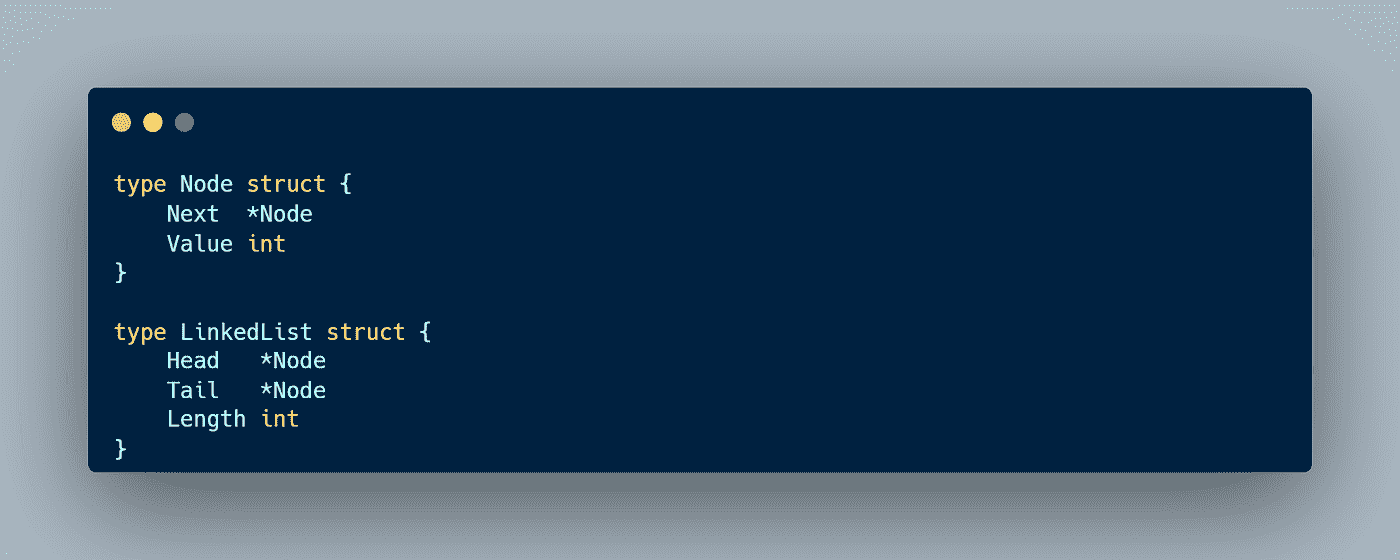 type Node struct {
    Next  *Node
    Value int
}

type LinkedList struct {
    Head   *Node
    Tail   *Node
    Length int
}